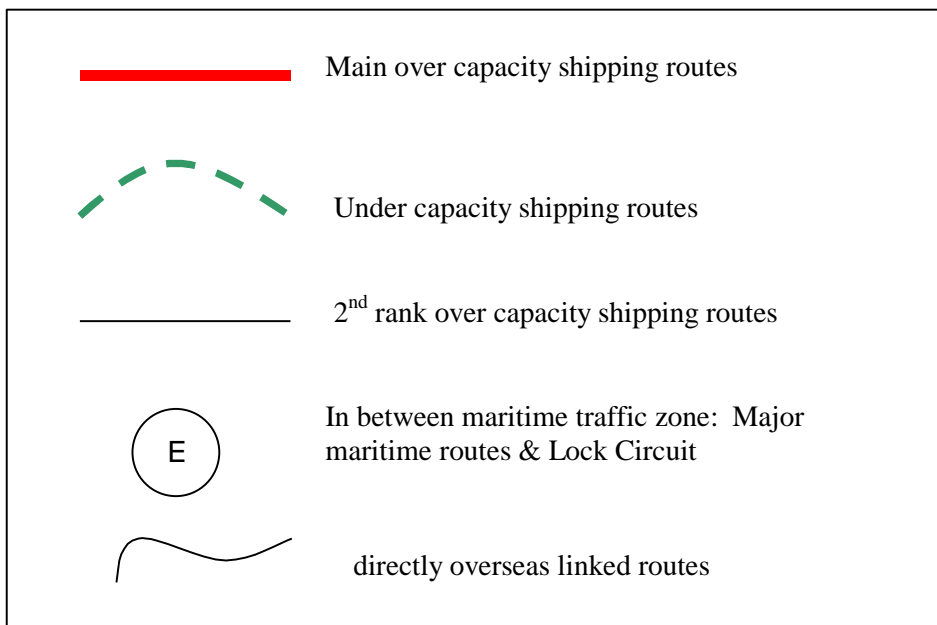 Main over capacity shipping routes
Under capacity shipping routes
2nd rank over capacity shipping routes
In between maritime traffic zone: Major
maritime routes & Lock Circuit
E
directly overseas linked routes